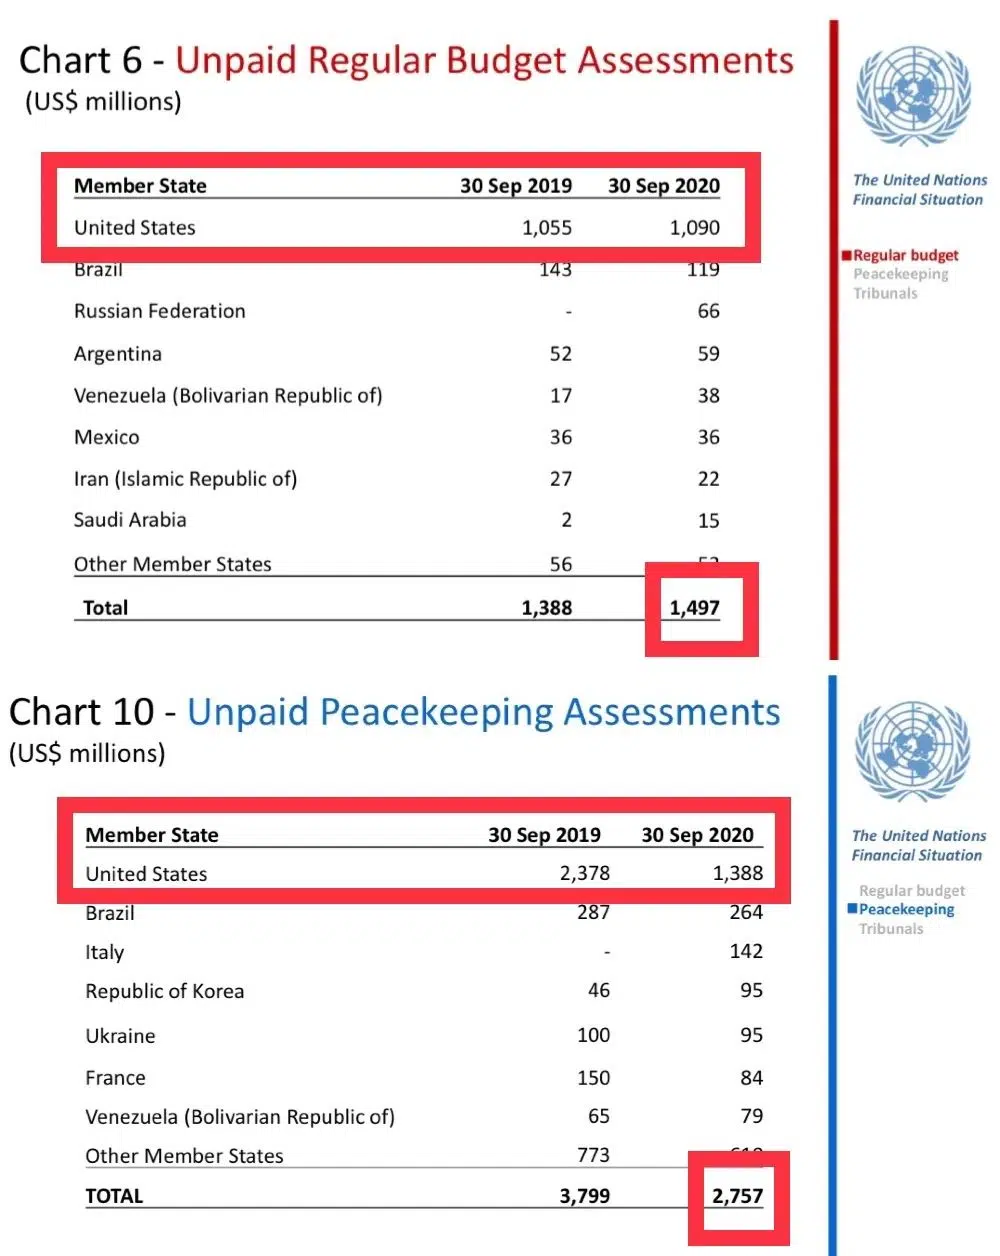 Chart 6 - Unpaid Regular Budget Assessments
(US$ millions)
Member State 30 Sep 2019 30 Sep 2020
United States 1,055 1,090
Brazil 143 119
Russian Federation - 66
Argentina 52 59
Venezuela (Bolivarian Republic of) 17 38
Mexico 36 36
Iran (Islamic Republic of) 27 22
Saudi Arabia 2 15
Other Member States 56
Total 1,388 1,497
The United Nations
Financial Situation
Regular budget
Peacekeeping
Tribunals
Chart 10 - Unpaid Peacekeeping Assessments
(US$ millions)
Member State 30 Sep 2019 30 Sep 2020
United States 2,378 1,388
Brazil 287 264
Italy - 142
Republic of Korea 46 95
Ukraine 100 95
France 150 84
Venezuela (Bolivarian Republic of) 65 79
Other Member States 773
TOTAL 3,799 2,757
The United Nations
Financial Situation
Regular budget
Peacekeeping
Tribunals